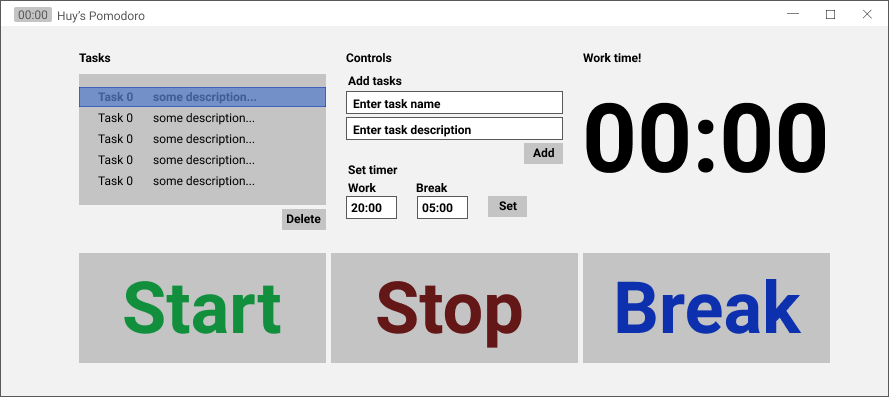 00:00 Huy's Pomodoro
Tasks
Task 0 some description...
Task 0 some description...
Task 0 some description...
Task 0 some description...
Task 0 some description...
Delete
Controls
Add tasks
Enter task name
Enter task description
Add
Set timer
Work Break
20:00 05:00 Set
Work time!
00:00
Start Stop Break